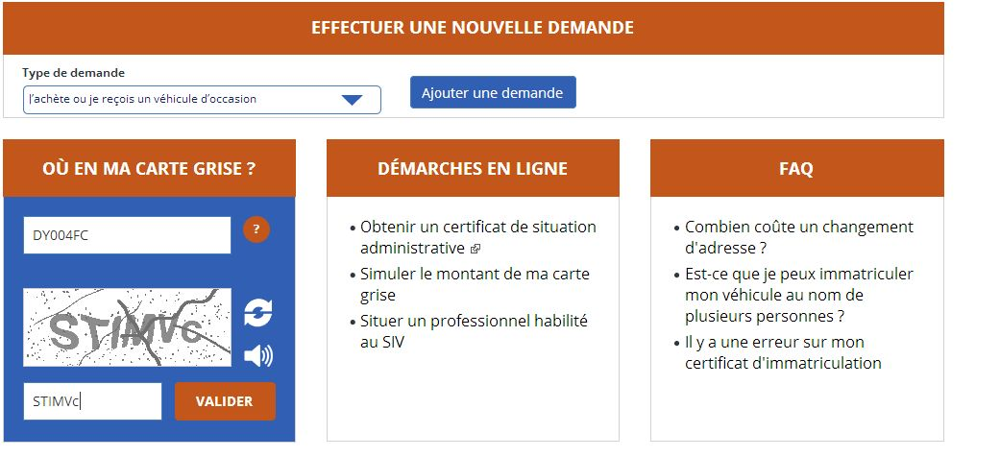 EFFECTUER UNE NOUVELLE DEMANDE
Type de demande
J'achète ou je reçois un véhicule d'occasion
Ajouter une demande
OÙ EN MA CARTE GRISE ?
DY004FC
?
STIMVc
STIMVc
VALIDER
DÉMARCHES EN LIGNE
• Obtenir un certificat de situation
administrative
• Simuler le montant de ma carte
grise
• Situer un professionnel habilité
au SIV
FAQ
• Combien coûte un changement
d'adresse ?
• Est-ce que je peux immatriculer
mon véhicule au nom de
plusieurs personnes ?
• Il y a une erreur sur mon
certificat d'immatriculation